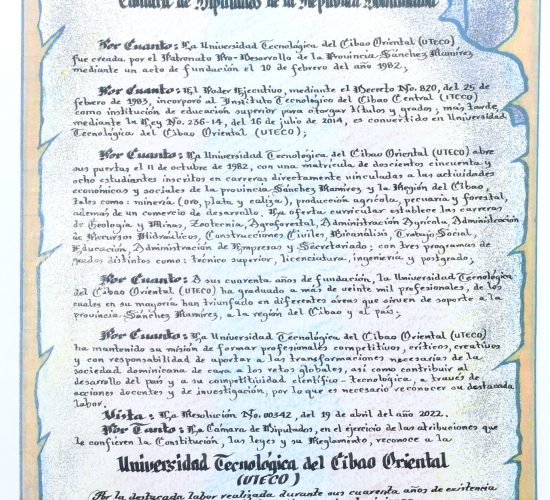 Cámara de Diputados de la República Dominicana
Por Cuanto: La Universidad Tecnológica del Cibao Oriental (UTECO)
fue creada por el Patronato Pro-Desarrollo de la Provincia Sánchez Ramírez
mediante un acto de fundación el 10 de febrero del año 1982;
Por Cuanto: El Poder Ejecutivo, mediante el Decreto No. 820, del 25 de
febrero de 1983, incorporó al Instituto Tecnológico del Cibao Central (UTECO)
como institución de educación superior para otorgar títulos y grados; más tarde,
mediante la Ley No. 236-14, del 16 de julio de 2014, es convertido en Universidad
Tecnológica del Cibao Oriental (UTECO);
Por Cuanto: La Universidad Tecnológica del Cibao Oriental (UTECO) abre
sus puertas el 11 de octubre de 1982, con una matrícula de doscientos cincuenta y
ocho estudiantes inscritos en carreras directamente vinculadas a las actividades
económicas y sociales de la provincia Sánchez Ramírez y la Región del Cibao,
tales como: minería (oro, plata y caliza), producción agrícola, pecuaria y forestal,
además de un comercio de desarrollo. La oferta curricular establece las carreras
de Geología y Minas, Zootecnia, Agroforestal, Administración Agrícola, Administración
de Recursos Hidráulicos, Construcciones Civiles, Bioanálisis, Trabajo Social,
Educación, Administración de Empresas y Secretariado; con tres programas de
grados distintos como: técnico superior, licenciatura, ingeniería y postgrado;
Por Cuanto: A sus cuarenta años de fundación, la Universidad Tecnológica
del Cibao Oriental (UTECO) tiene más de veinte mil profesionales, de los
cuales en su mayoría han triunfado en diferentes áreas que sirven de soporte a la
provincia Sánchez Ramírez, a la región del Cibao y el país;
Por Cuanto: La Universidad Tecnológica del Cibao Oriental (UTECO)
ha mantenido su misión de formar profesionales competitivos, críticos, creativos
y con responsabilidad de aportar a las transformaciones necesarias de la
sociedad dominicana de cara a los retos globales, así como contribuir al
desarrollo del país y a su competitividad científico-tecnológica, a través de
acciones docentes y de investigación, por lo que es necesario reconocer su destacada
labor.
Vista: La Resolución No. 00342, del 19 de abril del año 2022.
Por Tanto: La Cámara de Diputados, en el ejercicio de las atribuciones que
le confieren la Constitución, las leyes y su Reglamento, reconoce a la
Universidad Tecnológica del Cibao Oriental
(UTECO)
Por la destacada labor realizada durante sus cuarenta años de existencia